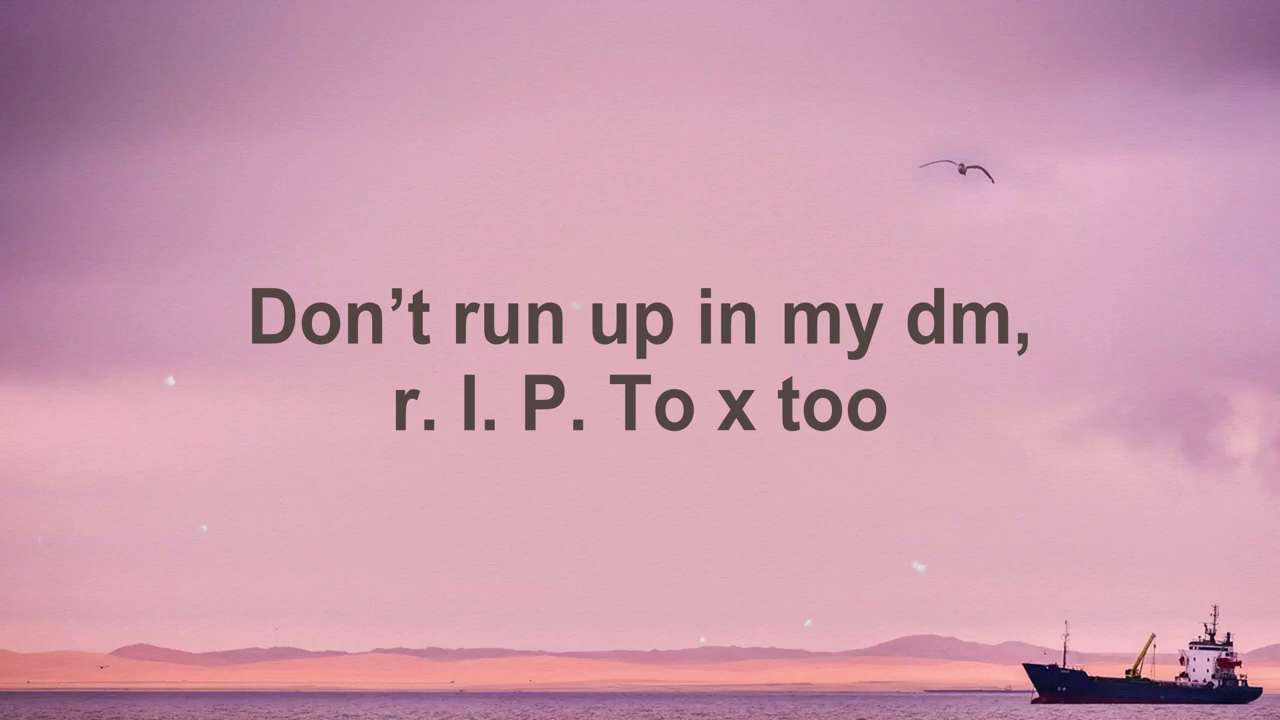 Don’t run up in my dm,
r. I. P. To x too